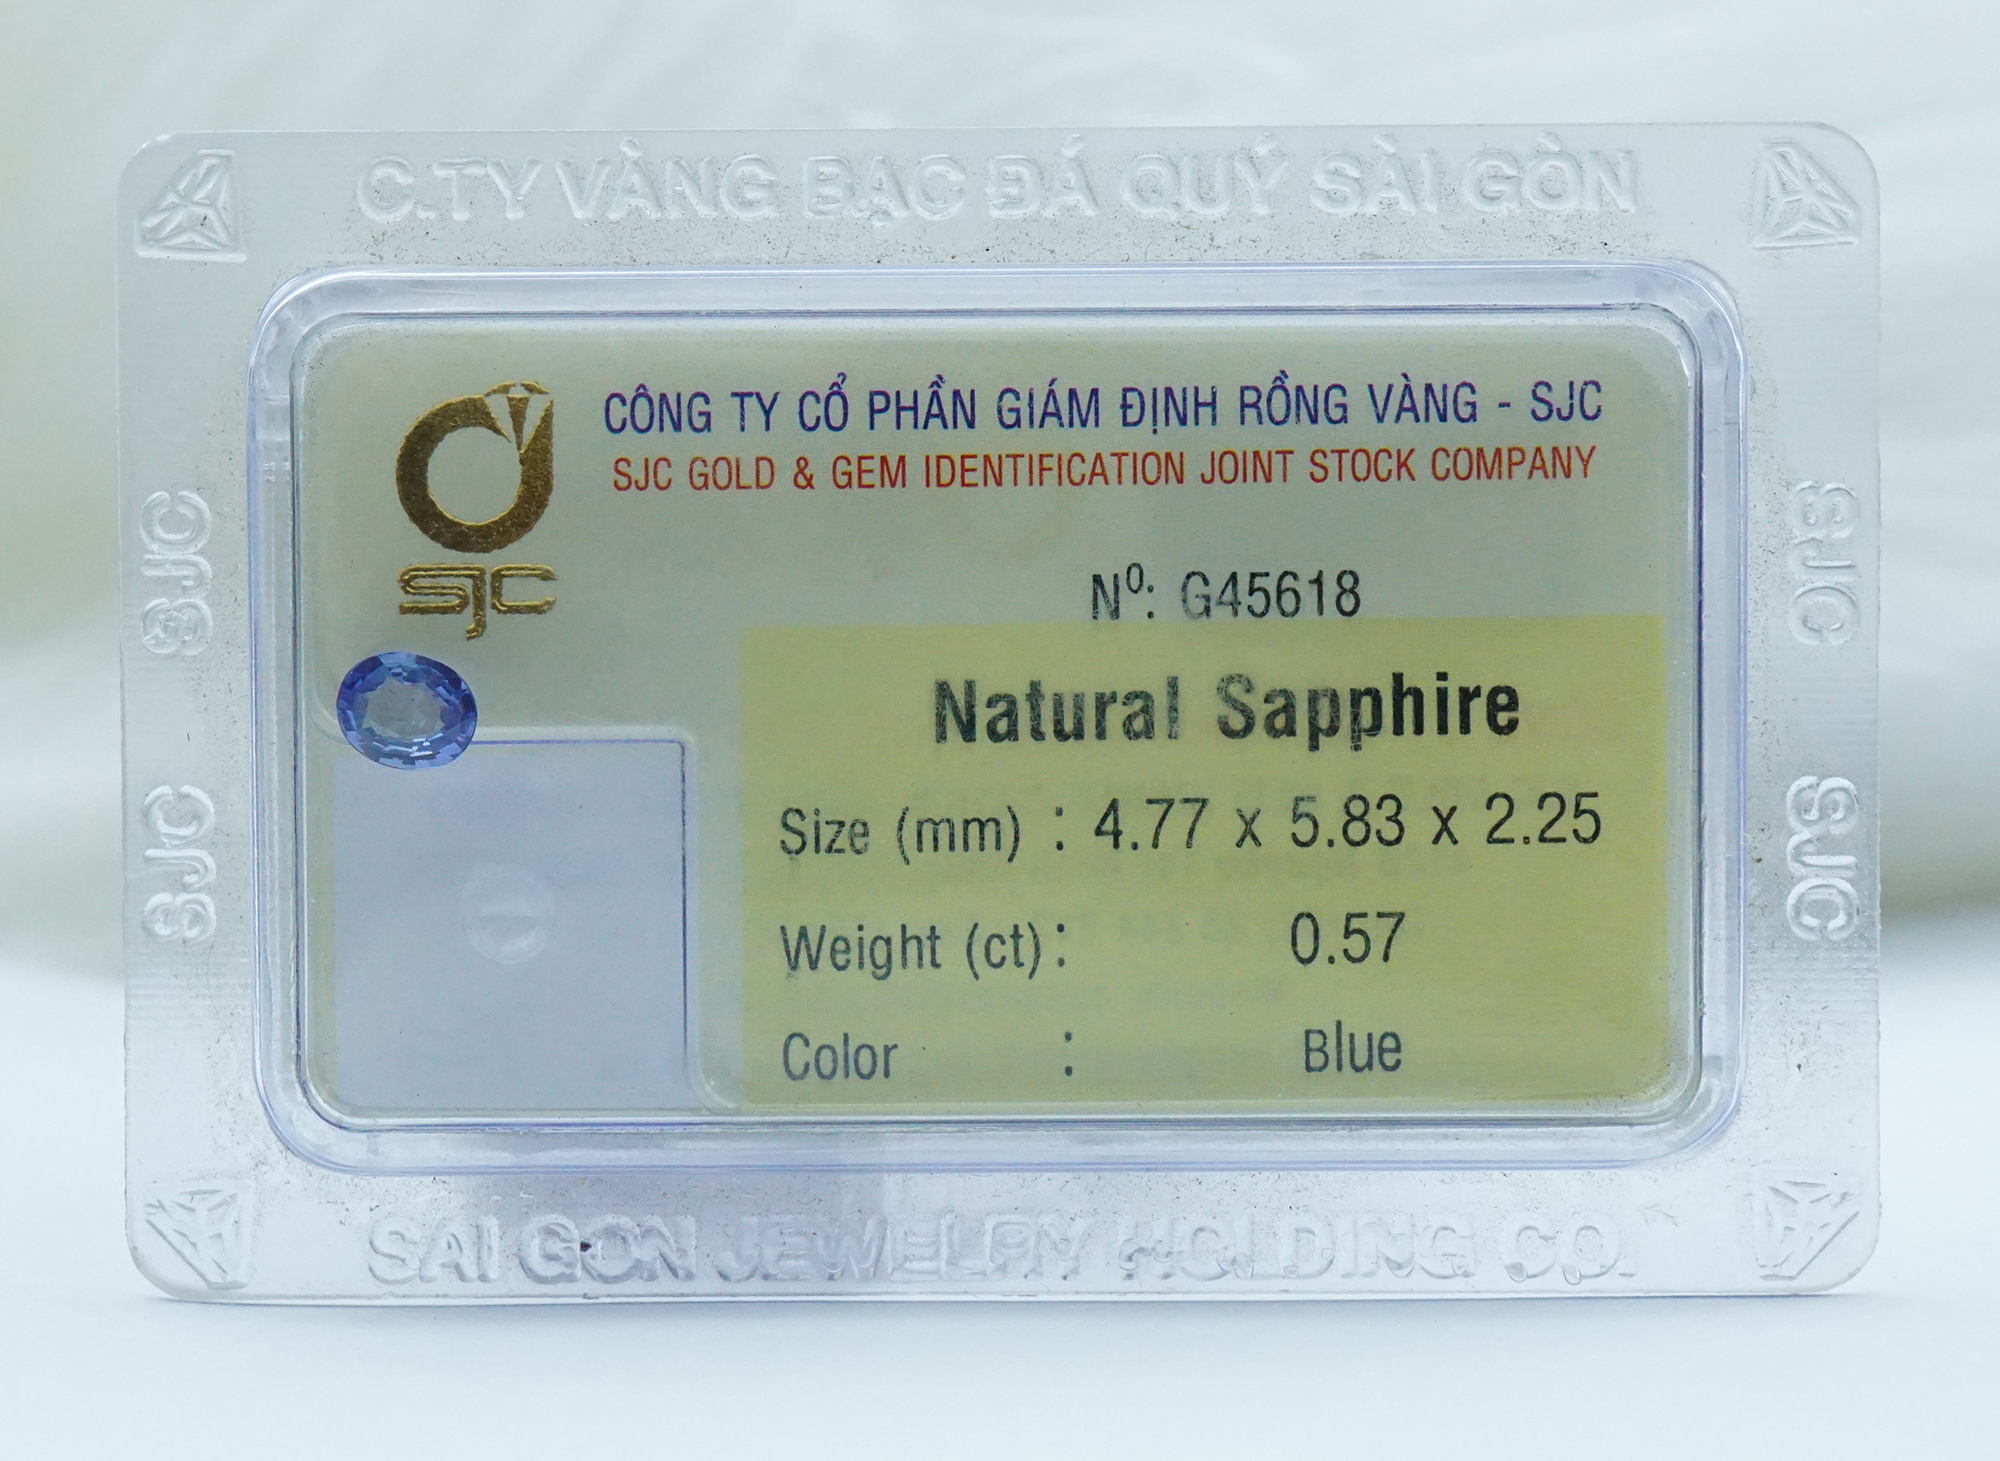 C.TY VÀNG BẠC ĐÁ QUÝ SÀI GÒN
CÔNG TY CỔ PHẦN GIÁM ĐỊNH RỒNG VÀNG - SJC
SJC GOLD & GEM IDENTIFICATION JOINT STOCK COMPANY
SJC
Nº: G45618
Natural Sapphire
Size (mm) : 4.77 x 5.83 x 2.25
Weight (ct): 0.57
Color : Blue
SJC
SJC
SJC
SJC
SAI GON JEWELRY HOLDING CO.